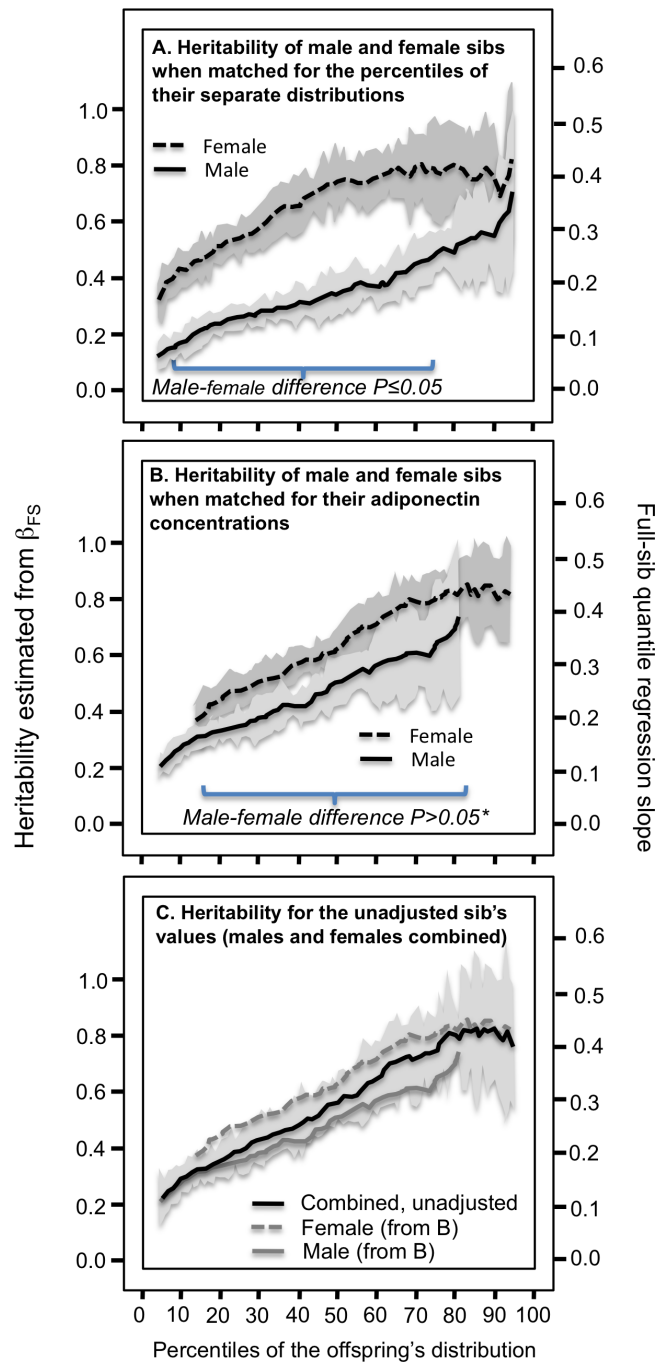 A. Heritability of male and female sibs
when matched for the percentiles of
their separate distributions
0.6
1.0
0.5
Female
0.8
Male
0.4
0.6
0.3
0.4
0.2
0.2
0.1
0.0
Male-female difference P≤0.05
0.0
B. Heritability of male and female sibs
when matched for their adiponectin
concentrations
0.6
1.0
0.5
0.8
0.4
0.6
0.3
0.4
0.2
Female
Male
0.2
0.1
Male-female difference P>0.05*
0.0
0.0
Heritability estimated from βFS
Full-sib quantile regression slope
C. Heritability for the unadjusted sib's
values (males and females combined)
0.6
1.0
0.5
0.8
0.4
0.6
0.3
0.4
0.2
0.2
Combined, unadjusted
0.1
Female (from B)
Male (from B)
0.0
0.0
0 10 20 30 40 50 60 70 80 90 100
Percentiles of the offspring's distribution